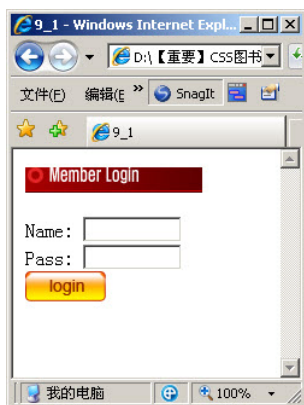 9_1 - Windows Internet Expl...
D:\【重要】CSS图书
文件(F) 编辑(E » SnagIt
9_1
Member Login
Name:
Pass:
login
我的电脑 100%